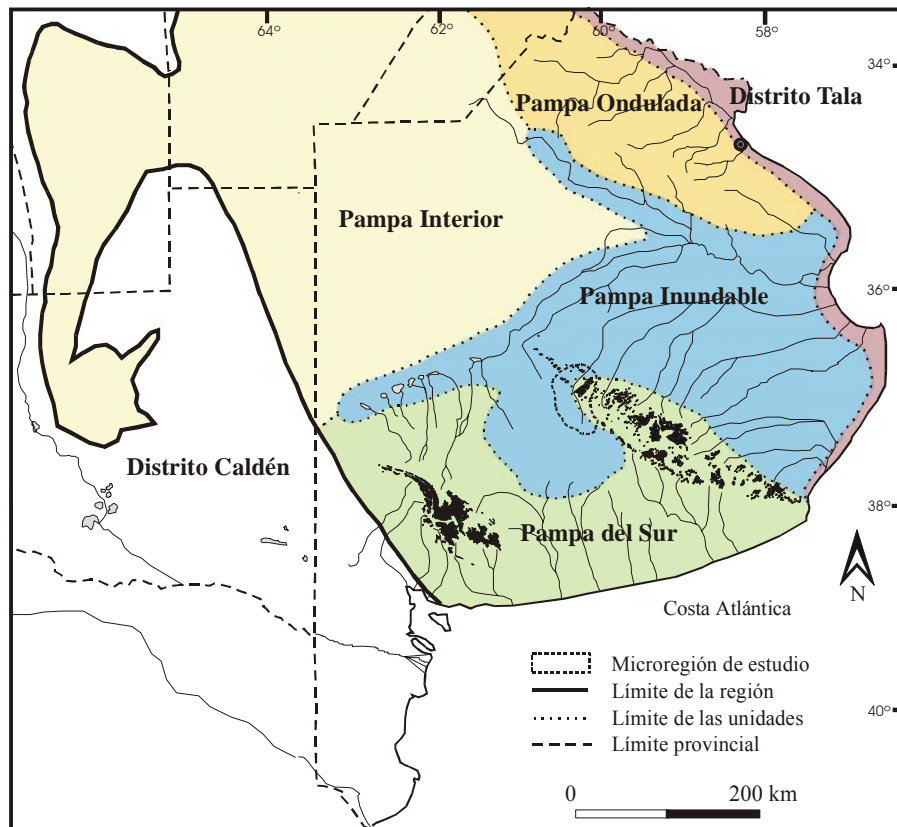 64°
62
60°
58°
34°
Pampa Ondulada
Distrito Tala
Pampa Interior
Pampa Inundable
36°
Distrito Caldén
38°
Pampa del Sur
N
Costa Atlántica
Microregión de estudio
Límite de la región
Límite de las unidades
Límite provincial
40°
0 200 km